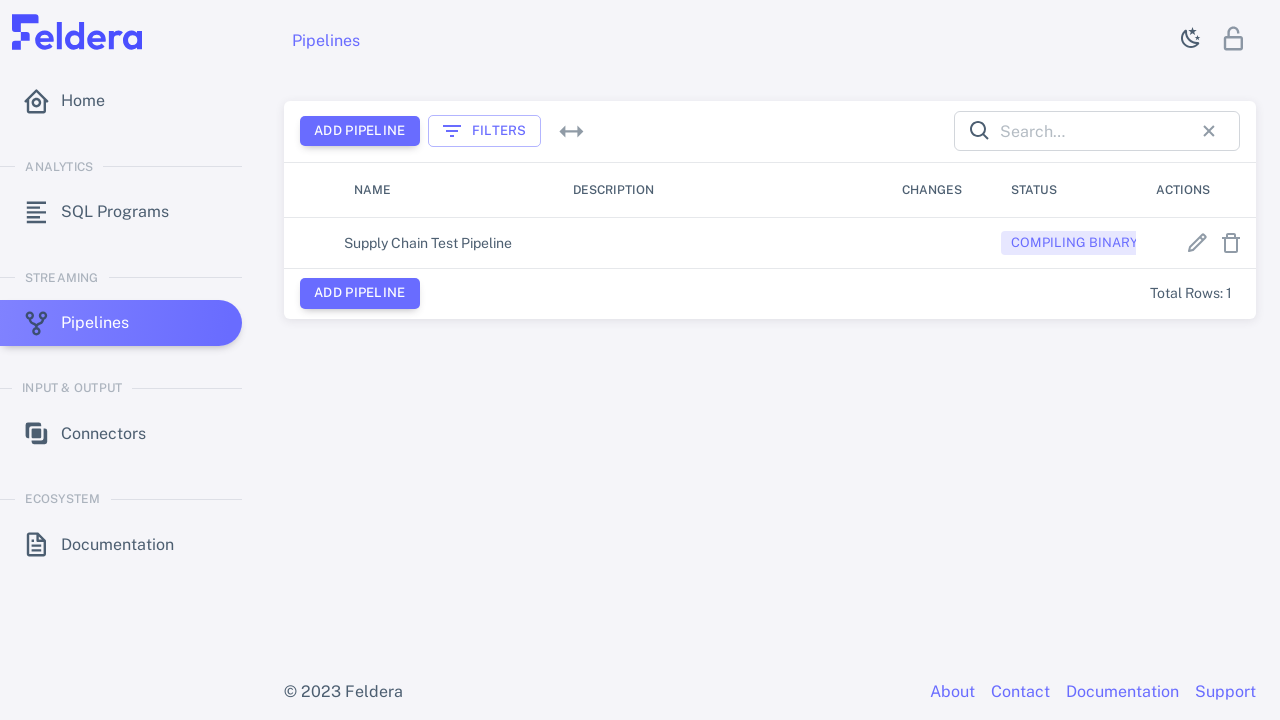 Feldera
Pipelines
Home
ANALYTICS
SQL Programs
STREAMING
Pipelines
INPUT & OUTPUT
Connectors
ECOSYSTEM
Documentation
ADD PIPELINE
FILTERS
Search...
NAME
DESCRIPTION
CHANGES
STATUS
ACTIONS
Supply Chain Test Pipeline
COMPILING BINARY
ADD PIPELINE
Total Rows: 1
© 2023 Feldera
About
Contact
Documentation
Support